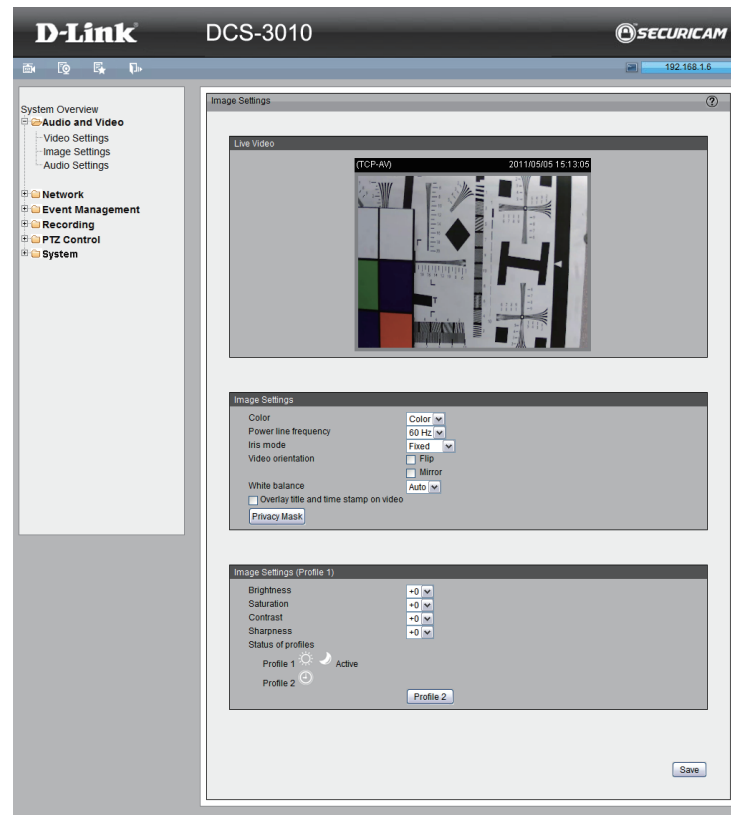 D-Link
DCS-3010
SECURICAM
192.168.1.6
System Overview
Audio and Video
Video Settings
Image Settings
Audio Settings
Network
Event Management
Recording
PTZ Control
System
Image Settings
?
Live Video
(TCP-AV) 2011/05/05 15:13:05
Image Settings
Color Color
Power line frequency 60 Hz
Iris mode Fixed
Video orientation Flip
Mirror
White balance Auto
Overlay title and time stamp on video
Privacy Mask
Image Settings (Profile 1)
Brightness +0
Saturation +0
Contrast +0
Sharpness +0
Status of profiles
Profile 1 Active
Profile 2
Profile 2
Save